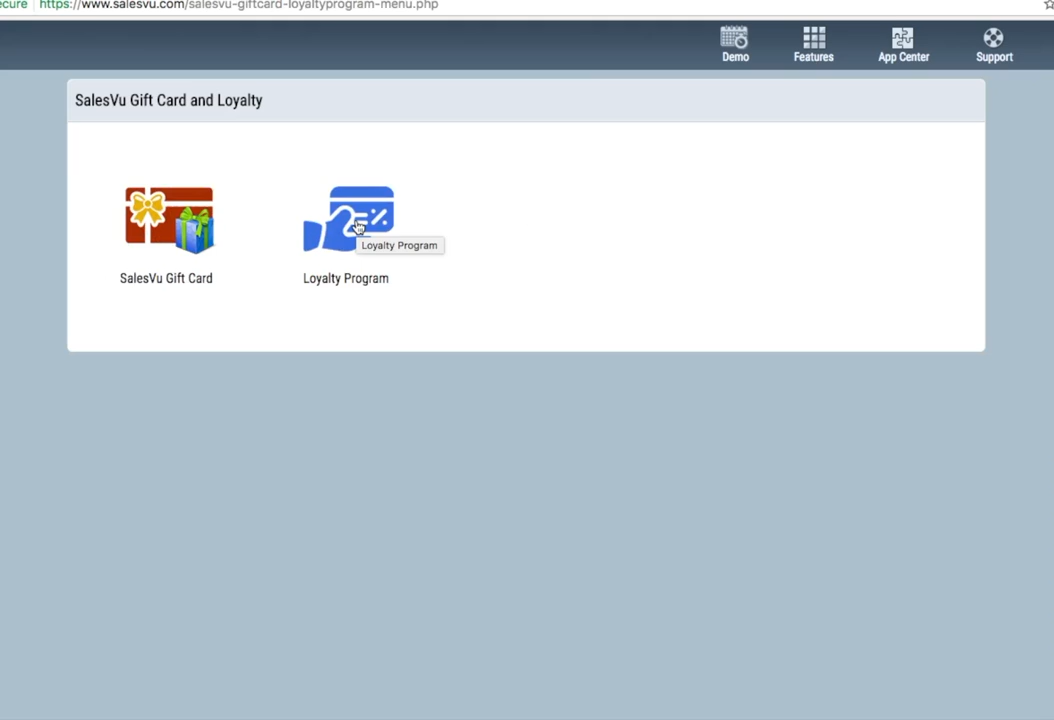 ecure https://www.salesvu.com/salesvu-giftcard-loyaltyprogram-menu.php
Demo Features App Center Support
SalesVu Gift Card and Loyalty
Loyalty Program
SalesVu Gift Card Loyalty Program